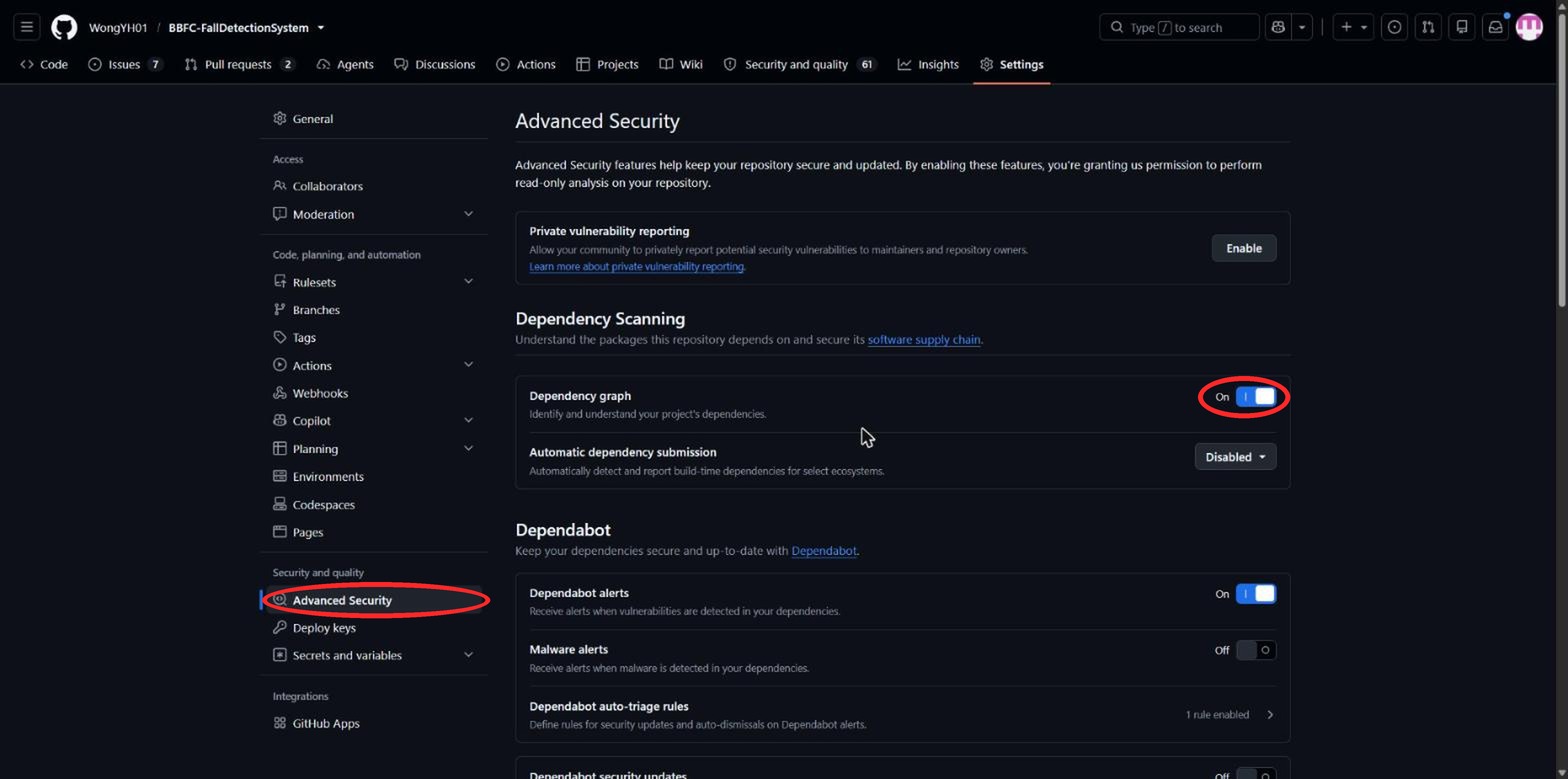 WongYH01 / BBFC-FallDetectionSystem
Type / to search
Code
Issues 7
Pull requests 2
Agents
Discussions
Actions
Projects
Wiki
Security and quality 61
Insights
Settings
General
Access
Collaborators
Moderation
Code, planning, and automation
Rulesets
Branches
Tags
Actions
Webhooks
Copilot
Planning
Environments
Codespaces
Pages
Security and quality
Advanced Security
Deploy keys
Secrets and variables
Integrations
GitHub Apps
Advanced Security
Advanced Security features help keep your repository secure and updated. By enabling these features, you're granting us permission to perform
read-only analysis on your repository.
Private vulnerability reporting
Allow your community to privately report potential security vulnerabilities to maintainers and repository owners.
Learn more about private vulnerability reporting.
Enable
Dependency Scanning
Understand the packages this repository depends on and secure its software supply chain.
Dependency graph
Identify and understand your project's dependencies.
On
Automatic dependency submission
Automatically detect and report build-time dependencies for select ecosystems.
Disabled
Dependabot
Keep your dependencies secure and up-to-date with Dependabot.
Dependabot alerts
Receive alerts when vulnerabilities are detected in your dependencies.
On
Malware alerts
Receive alerts when malware is detected in your dependencies.
Off
Dependabot auto-triage rules
Define rules for security updates and auto-dismissals on Dependabot alerts.
1 rule enabled
Dependabot security updates
Off